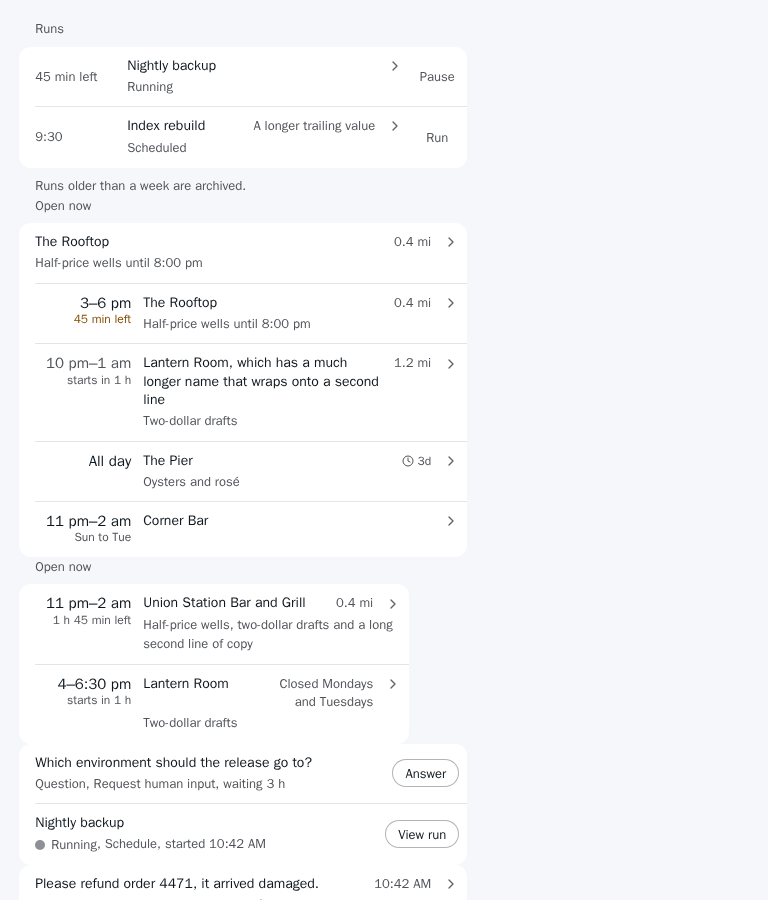 Runs
45 min left
Nightly backup
Running
Pause
9:30
Index rebuild
A longer trailing value
Scheduled
Run
Runs older than a week are archived.
Open now
The Rooftop
0.4 mi
Half-price wells until 8:00 pm
3–6 pm
45 min left
The Rooftop
0.4 mi
Half-price wells until 8:00 pm
10 pm–1 am
starts in 1 h
Lantern Room, which has a much
longer name that wraps onto a second
line
1.2 mi
Two-dollar drafts
All day
The Pier
3d
Oysters and rosé
11 pm–2 am
Sun to Tue
Corner Bar
Open now
11 pm–2 am
1 h 45 min left
Union Station Bar and Grill
0.4 mi
Half-price wells, two-dollar drafts and a long
second line of copy
4–6:30 pm
starts in 1 h
Lantern Room
Closed Mondays
and Tuesdays
Two-dollar drafts
Which environment should the release go to?
Question, Request human input, waiting 3 h
Answer
Nightly backup
Running, Schedule, started 10:42 AM
View run
Please refund order 4471, it arrived damaged.
10:42 AM